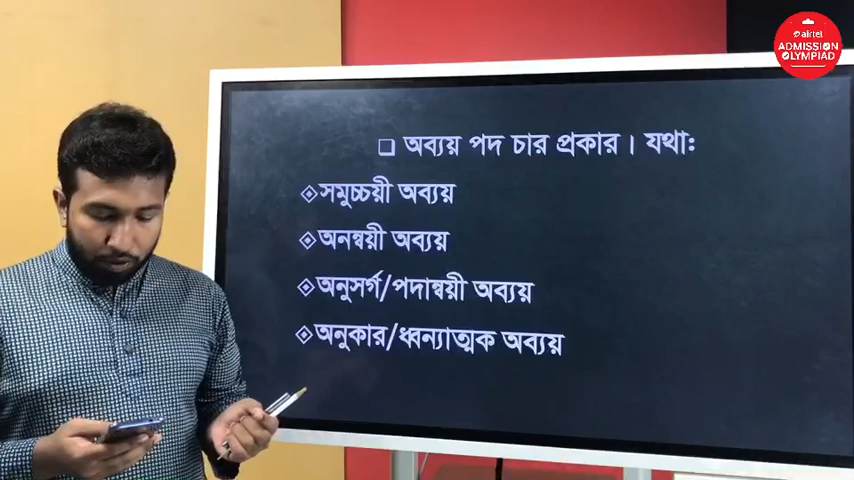 airtel
ADMISSION
OLYMPIAD
অব্যয় পদ চার প্রকার। যথা:
সমুচ্চয়ী অব্যয়
অনন্বয়ী অব্যয়
অনুসর্গ/পদান্বয়ী অব্যয়
অনুকার/ধ্বন্যাত্মক অব্যয়